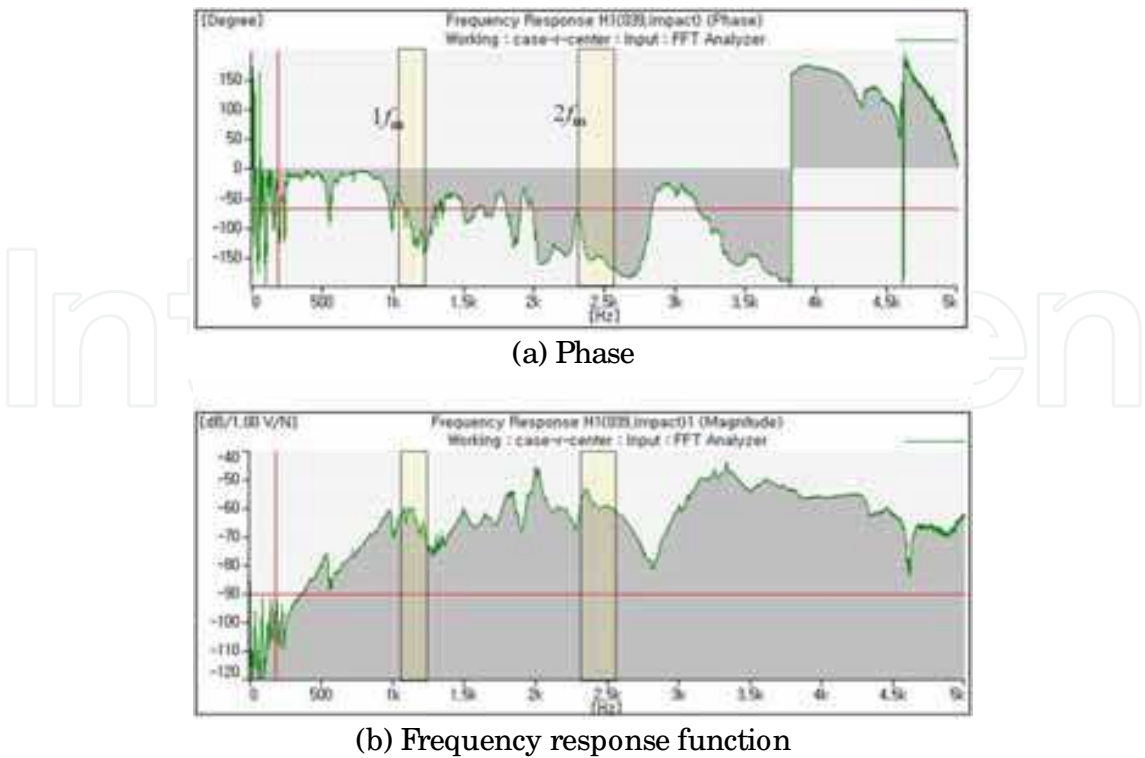 [Degree]
Frequency Response H1(039,impact) (Phase)
Working : case-r-center : Input : FFT Analyzer
150
100
50
0
-50
-100
-150
1fm
2fm
0 500 1k 1.5k 2k 2.5k 3k 3.5k 4k 4.5k 5k
[Hz]
(a) Phase
[dB/1.00 V/N]
Frequency Response H1(039,impact)1 (Magnitude)
Working : case-r-center : Input : FFT Analyzer
-40
-50
-60
-70
-80
-90
-100
-110
-120
0 500 1k 1.5k 2k 2.5k 3k 3.5k 4k 4.5k 5k
[Hz]
(b) Frequency response function